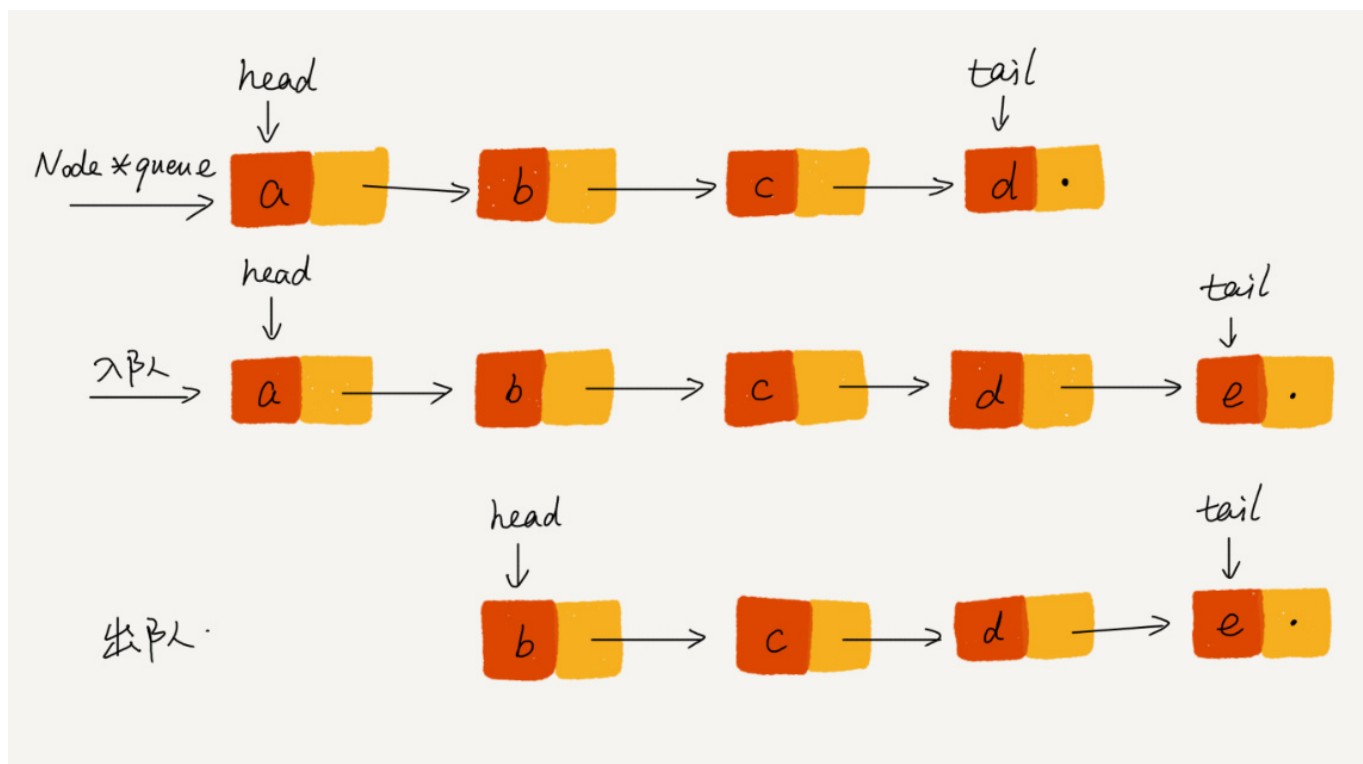 head tail
Node *queue
a b c d
head tail
入队
a b c d e
head tail
出队
b c d e